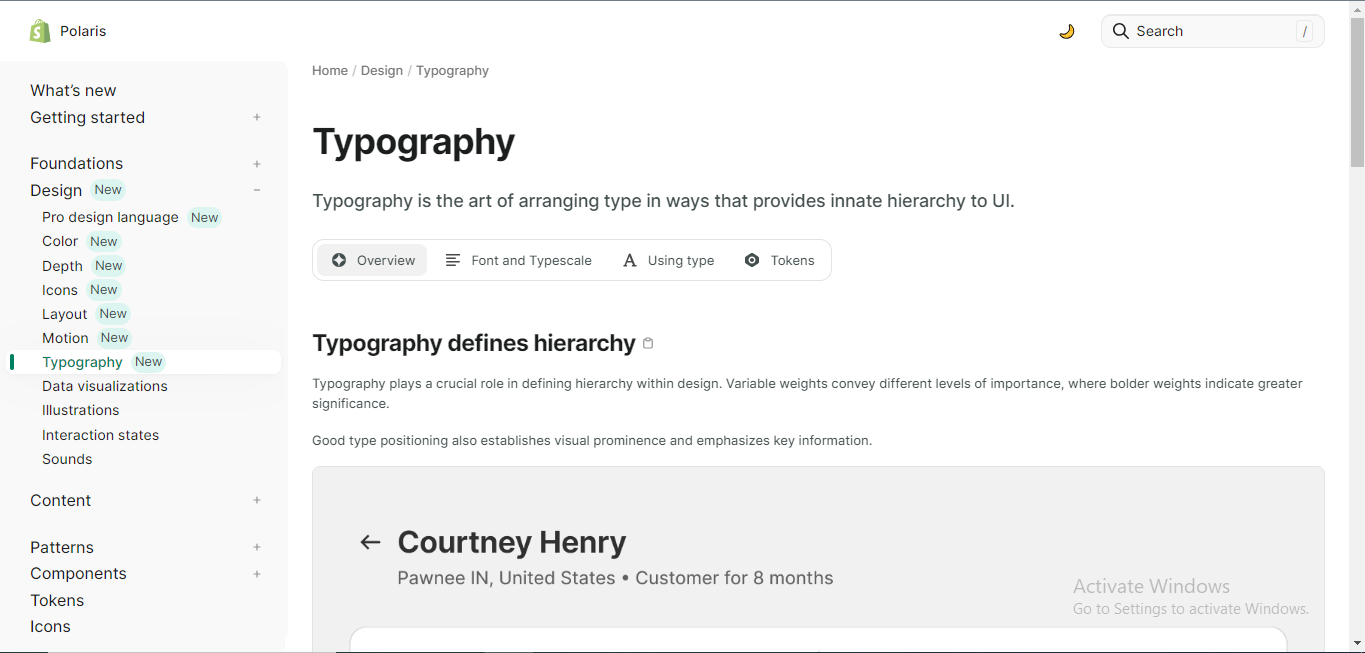 Polaris
Search /
What's new
Getting started +
Foundations +
Design New −
Pro design language New
Color New
Depth New
Icons New
Layout New
Motion New
Typography New
Data visualizations
Illustrations
Interaction states
Sounds
Content +
Patterns +
Components +
Tokens
Icons
Home / Design / Typography
Typography
Typography is the art of arranging type in ways that provides innate hierarchy to UI.
Overview Font and Typescale Using type Tokens
Typography defines hierarchy
Typography plays a crucial role in defining hierarchy within design. Variable weights convey different levels of importance, where bolder weights indicate greater
significance.
Good type positioning also establishes visual prominence and emphasizes key information.
← Courtney Henry
Pawnee IN, United States • Customer for 8 months
Activate Windows
Go to Settings to activate Windows.